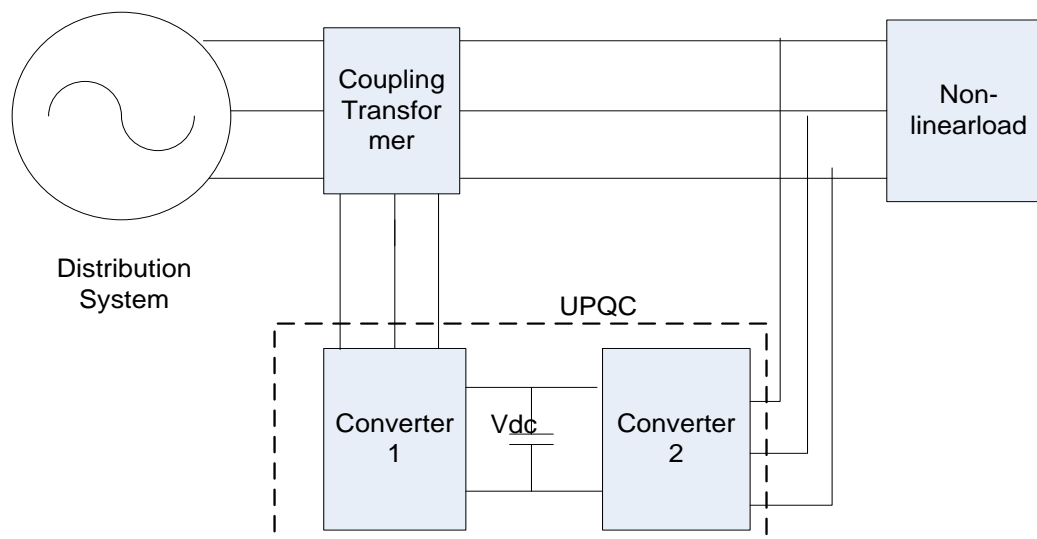 Coupling
Transfor
mer
Non-
linearload
Distribution
System
UPQC
Converter
1
Vdc
Converter
2